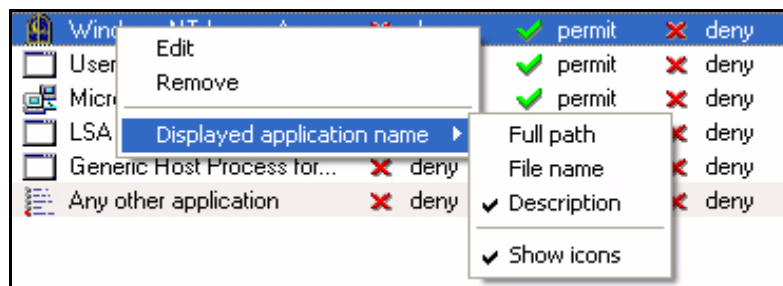 permit deny
Edit
User permit deny
Remove
Micr permit deny
LSA deny
Displayed application name
Full path
Generic Host Process for... deny deny
File name
Any other application deny deny
Description
Show icons